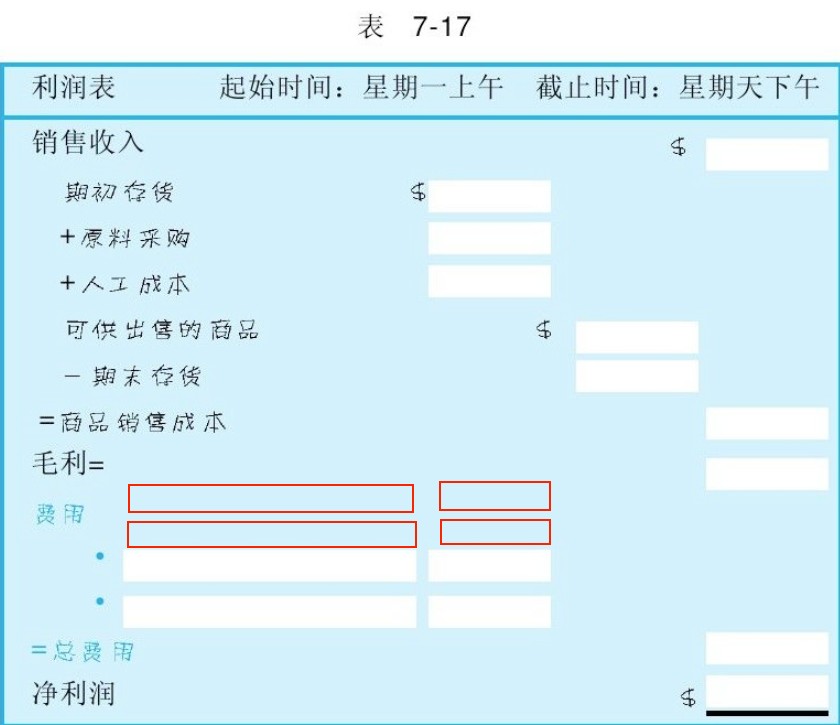 表 7-17
利润表 起始时间：星期一上午 截止时间：星期天下午
销售收入 $
期初存货 $
+原料采购
+人工成本
可供出售的商品 $
－期末存货
=商品销售成本
毛利=
费用
•
•
=总费用
净利润 $